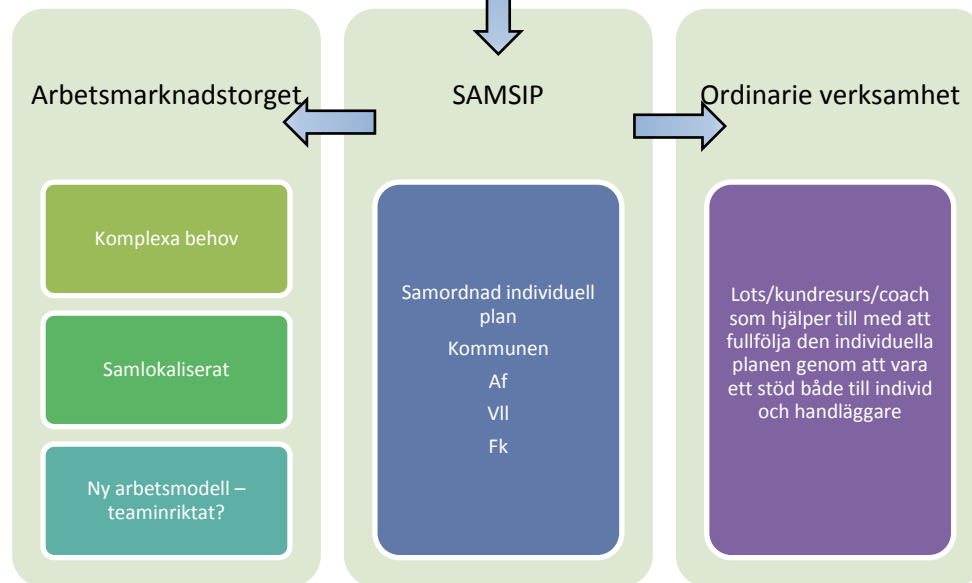 Arbetsmarknadstorget
Komplexa behov
Samlokaliserat
Ny arbetsmodell –
teaminriktat?
SAMSIP
Samordnad individuell
plan
Kommunen
Af
Vll
Fk
Ordinarie verksamhet
Lots/kundresurs/coach
som hjälper till med att
fullfölja den individuella
planen genom att vara
ett stöd både till individ
och handläggare